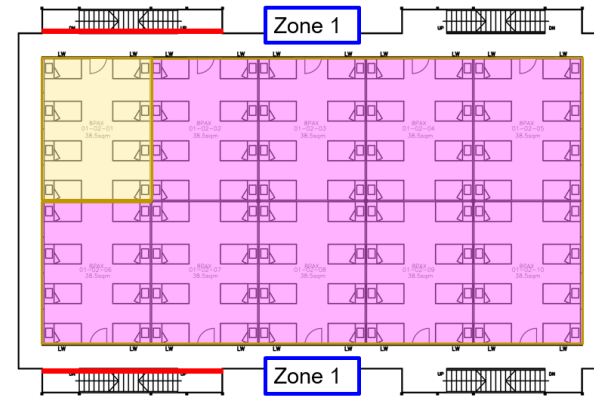 Zone 1
DN
UP
UP
DN
LW LW LW LW LW LW LW LW LW LW
8PAX
01-02-01
38.5sqm
8PAX
01-02-02
38.5sqm
8PAX
01-02-03
38.5sqm
8PAX
01-02-04
38.5sqm
8PAX
01-02-05
38.5sqm
8PAX
01-02-06
38.5sqm
8PAX
01-02-07
38.5sqm
8PAX
01-02-08
38.5sqm
8PAX
01-02-09
38.5sqm
8PAX
01-02-10
38.5sqm
LW LW LW LW LW LW LW LW LW LW
DN
UP
Zone 1
UP
DN